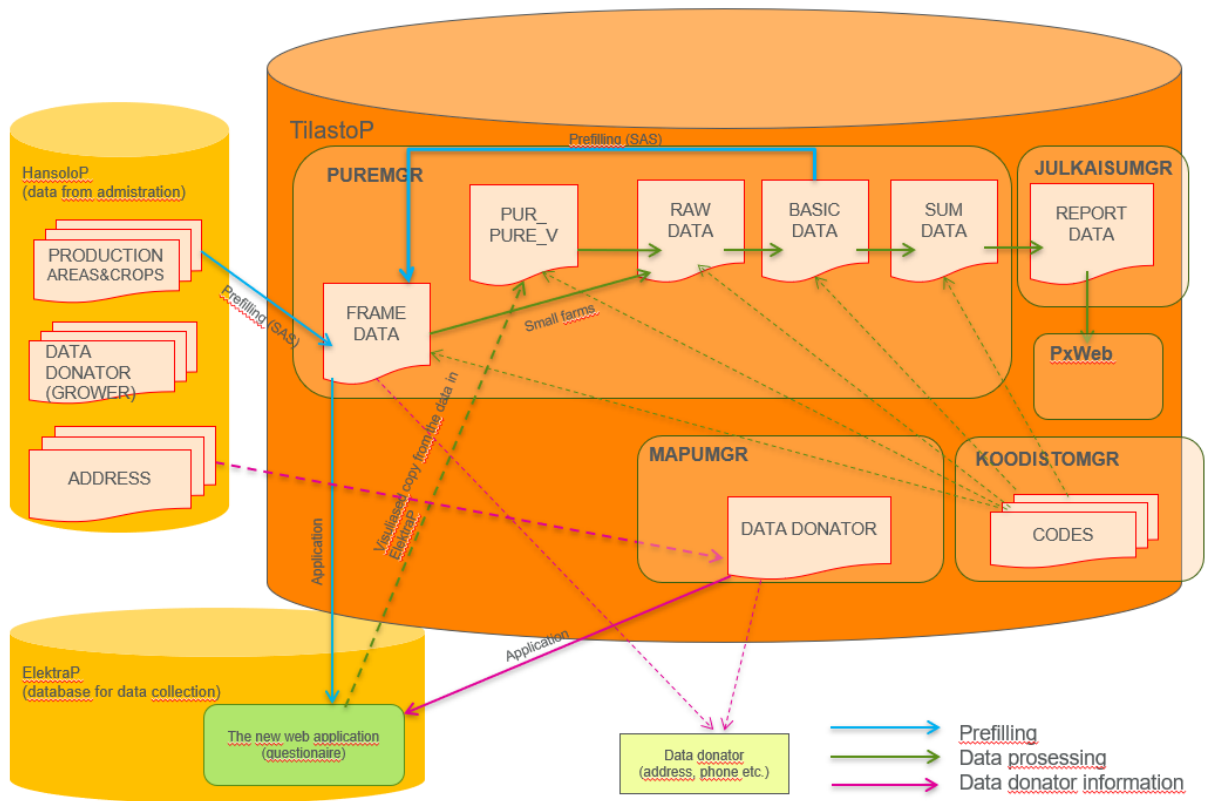 TilastoP
Prefilling (SAS)
HansoloP
(data from admistration)
PRODUCTION
AREAS&CROPS
DATA
DONATOR
(GROWER)
ADDRESS
Prefilling (SAS)
PUREMGR
FRAME
DATA
PUR_
PURE_V
RAW
DATA
BASIC
DATA
SUM
DATA
Small farms
JULKAISUMGR
REPORT
DATA
PxWeb
MAPUMGR
DATA DONATOR
KOODISTOMGR
CODES
Application
Visuliased copy from the data in
ElektraP
Application
ElektraP
(database for data collection)
The new web application
(questionaire)
Data donator
(address, phone etc.)
Prefilling
Data prosessing
Data donator information